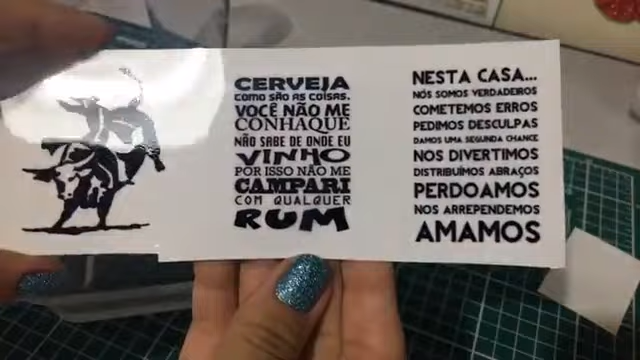 CERVEJA
COMO SÃO AS COISAS.
VOCÊ NÃO ME
CONHAQUE
NÃO SABE DE ONDE EU
VINHO
POR ISSO NÃO ME
CAMPARI
COM QUALQUER
RUM
NESTA CASA...
NÓS SOMOS VERDADEIROS
COMETEMOS ERROS
PEDIMOS DESCULPAS
DAMOS UMA SEGUNDA CHANCE
NOS DIVERTIMOS
DISTRIBUÍMOS ABRAÇOS
PERDOAMOS
NOS ARREPENDEMOS
AMAMOS